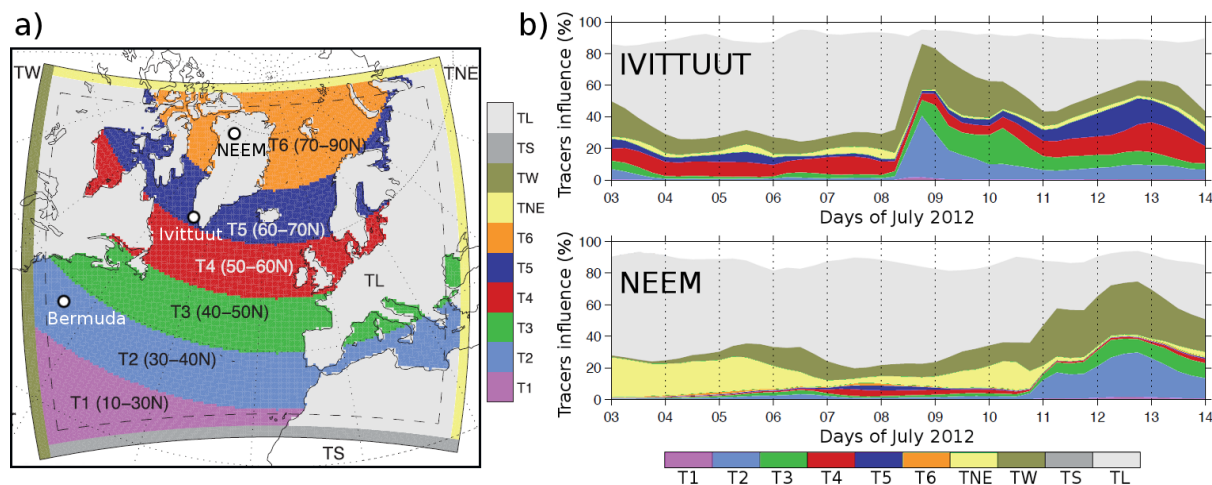 a)
TW
TNE
NEEM
T6 (70–90N)
Ivittuut
T5 (60–70N)
T4 (50–60N)
TL
T3 (40–50N)
Bermuda
T2 (30–40N)
T1 (10–30N)
TS
TL
TS
TW
TNE
T6
T5
T4
T3
T2
T1
b)
Tracers influence (%)
100
80
60
40
20
0
IVITTUUT
03 04 05 06 07 08 09 10 11 12 13 14
Days of July 2012
Tracers influence (%)
100
80
60
40
20
0
NEEM
03 04 05 06 07 08 09 10 11 12 13 14
Days of July 2012
T1 T2 T3 T4 T5 T6 TNE TW TS TL